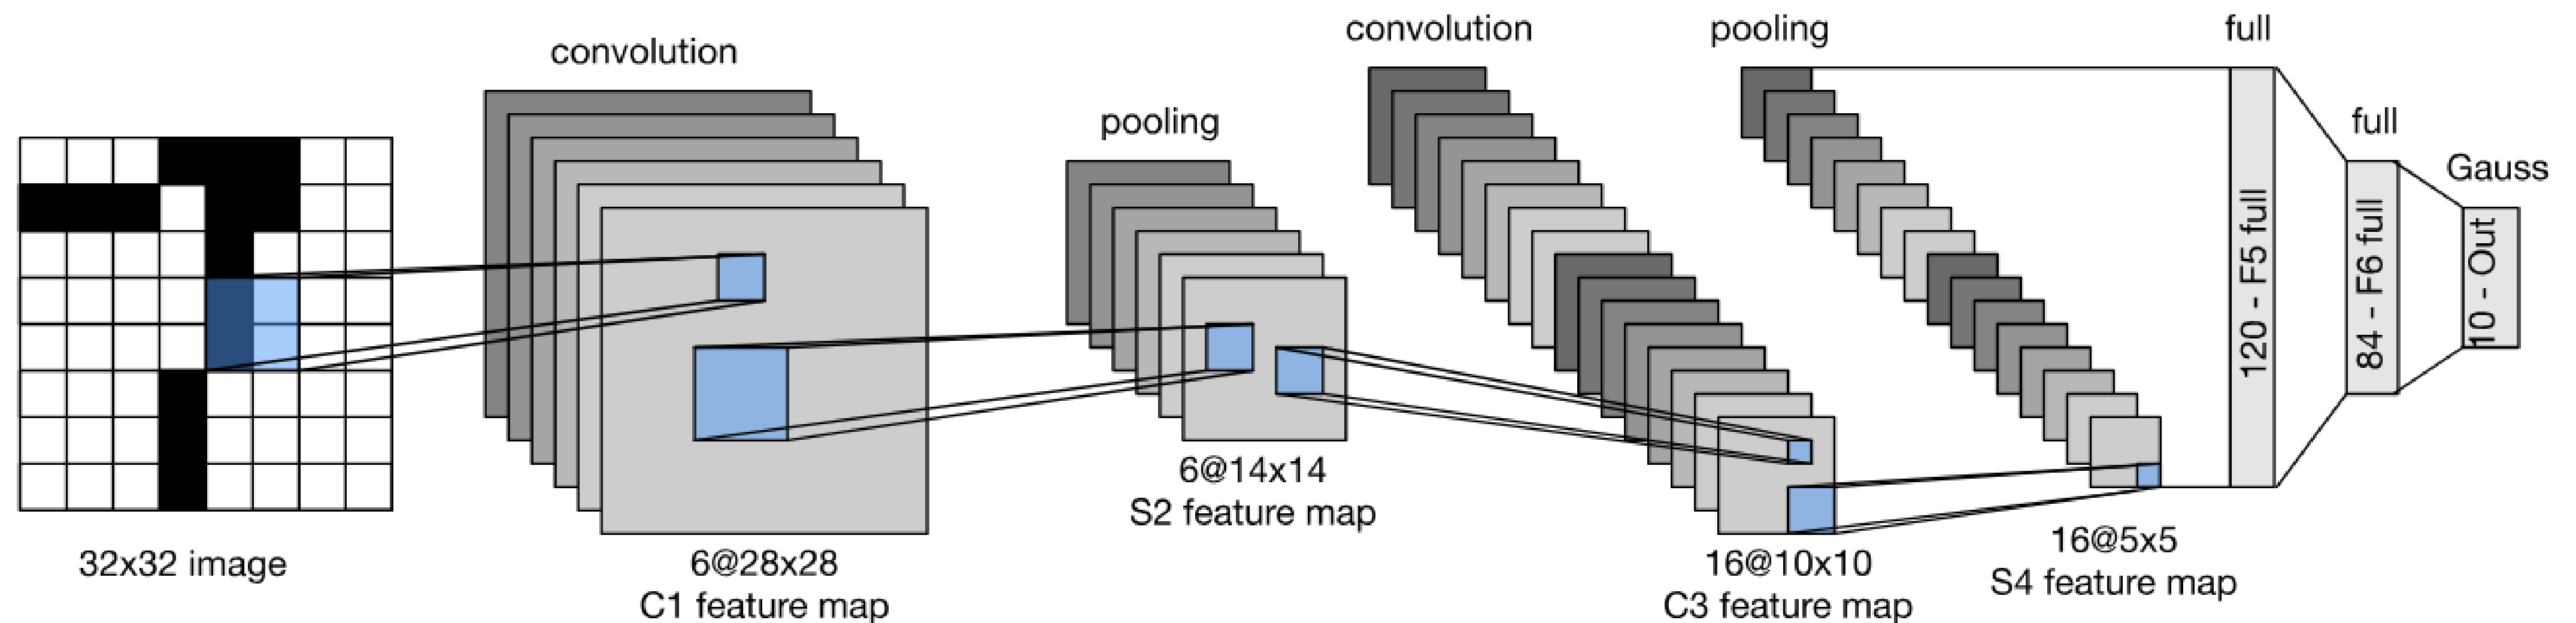 convolution
pooling
convolution
pooling
full
full
Gauss
32x32 image
6@28x28
C1 feature map
6@14x14
S2 feature map
16@10x10
C3 feature map
16@5x5
S4 feature map
120 - F5 full
84 - F6 full
10 - Out